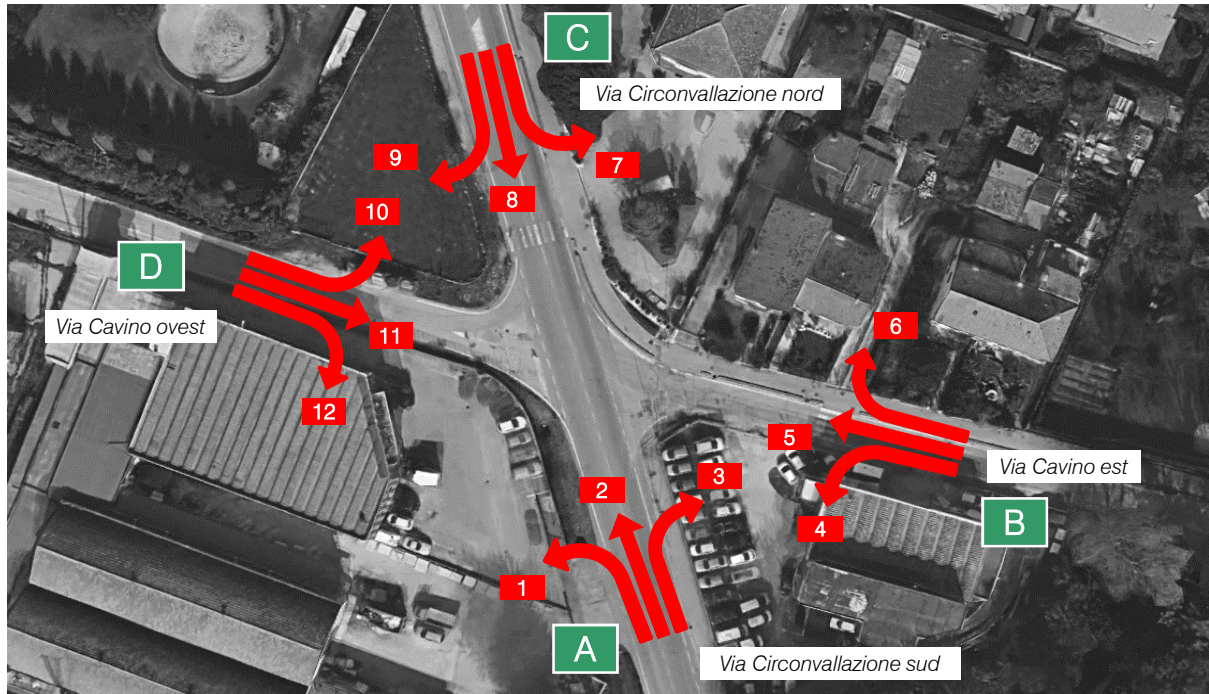 C
Via Circonvallazione nord
9
7
8
10
D
Via Cavino ovest
11
6
12
5
Via Cavino est
3
2
4
B
1
A
Via Circonvallazione sud